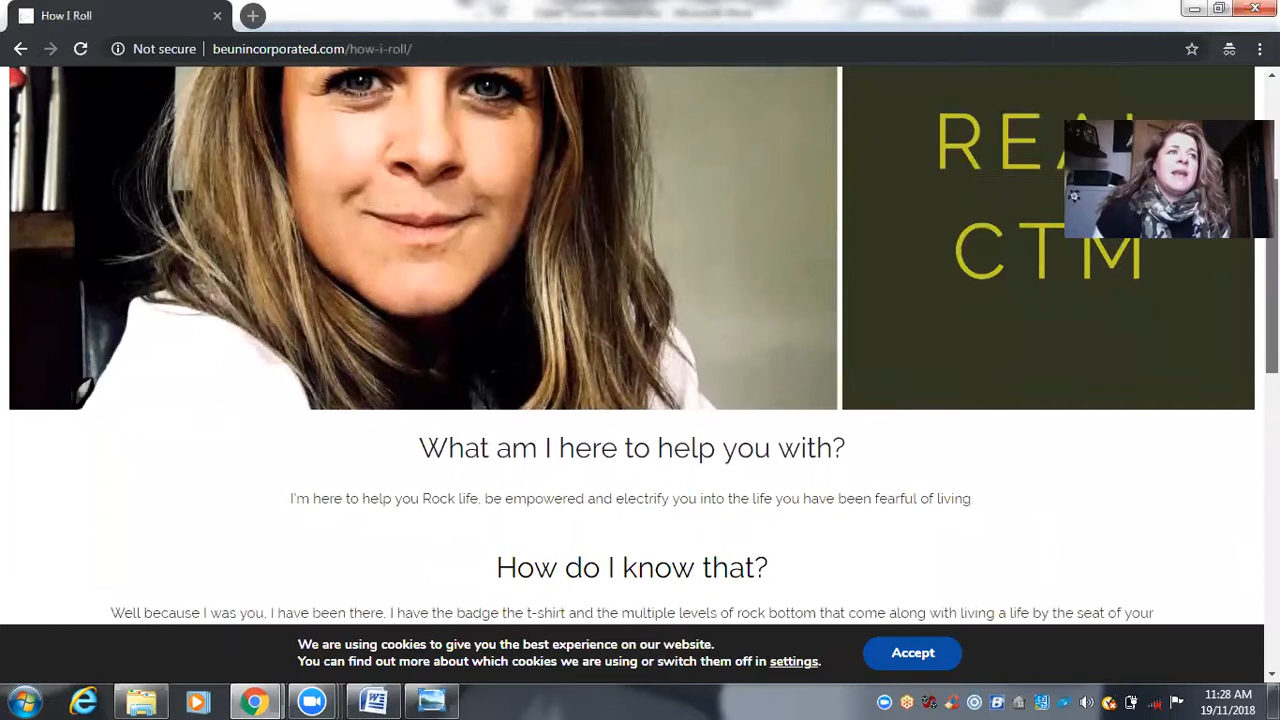 How I Roll
Not secure
beunincorporated.com/how-i-roll/
CTM
What am I here to help you with?
I'm here to help you Rock life, be empowered and electrify you into the life you have been fearful of living.
How do I know that?
Well because I was you, I have been there, I have the badge the t-shirt and the multiple levels of rock bottom that come along with living a life by the seat of your
We are using cookies to give you the best experience on our website.
You can find out more about which cookies we are using or switch them off in settings.
Accept
11:28 AM
19/11/2018